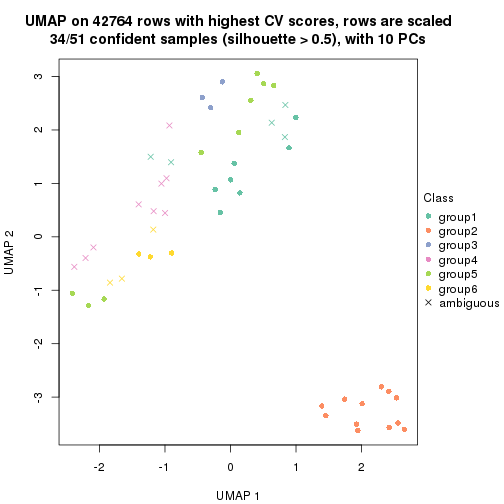 UMAP on 42764 rows with highest CV scores, rows are scaled
34/51 confident samples (silhouette > 0.5), with 10 PCs
3
2
1
0
-1
-2
-3
UMAP 2
-2
-1
0
1
2
UMAP 1
Class
group1
group2
group3
group4
group5
group6
ambiguous